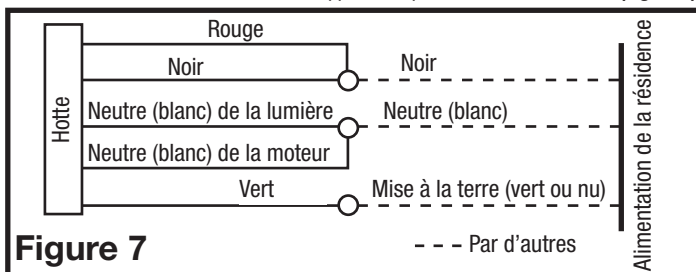 Rouge
Noir
Noir
Neutre (blanc) de la lumière
Neutre (blanc)
Neutre (blanc) de la moteur
Vert
Mise à la terre (vert ou nu)
Hotte
Alimentation de la résidence
Figure 7
- - - Par d'autres